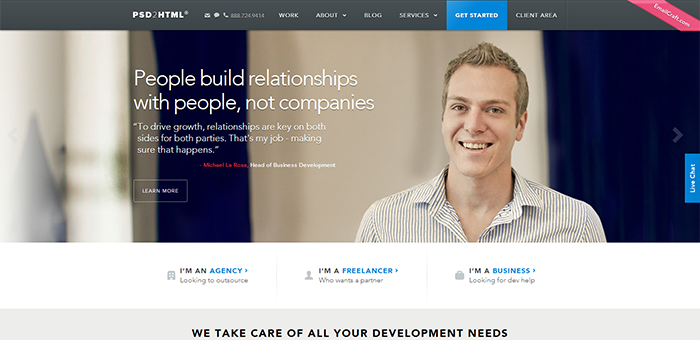 PSD2HTML®
888.724.9414
WORK
ABOUT
BLOG
SERVICES
GET STARTED
CLIENT AREA
EmailCraft.com
People build relationships
with people, not companies
“To drive growth, relationships are key on both
sides for both parties. That's my job - making
sure that happens.”
- Michael La Rosa, Head of Business Development
LEARN MORE
Live Chat
I'M AN AGENCY ›
Looking to outsource
I'M A FREELANCER ›
Who wants a partner
I'M A BUSINESS ›
Looking for dev help
WE TAKE CARE OF ALL YOUR DEVELOPMENT NEEDS